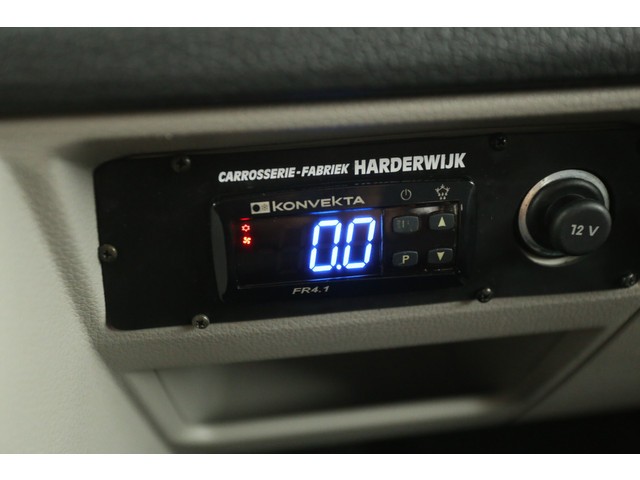 CARROSSERIE-FABRIEK HARDERWIJK
KONVEKTA
0.0
P
FR4.1
12 V